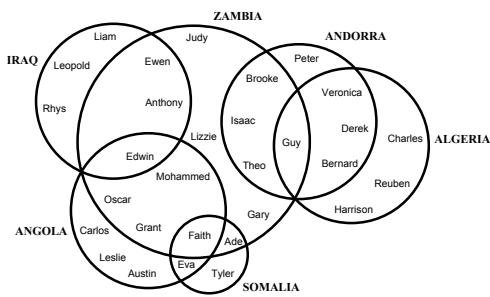 ZAMBIA
Liam
Judy
ANDORRA
IRAQ
Ewen
Peter
Leopold
Brooke
Veronica
Rhys
Anthony
Isaac
Derek
Lizzie
Guy
Charles
ALGERIA
Edwin
Theo
Bernard
Mohammed
Reuben
Oscar
Harrison
Gary
ANGOLA
Carlos
Grant
Faith
Ade
Leslie
Eva
Austin
Tyler
SOMALIA